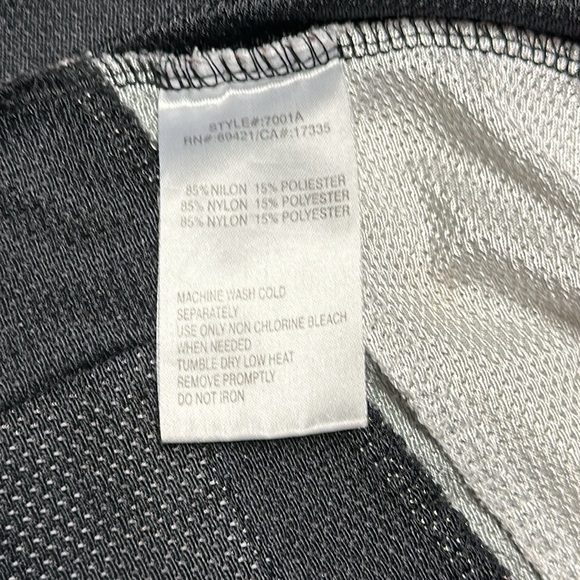 STYLE#:7001A
RN#:69421/CA#:17335
85% NILON 15% POLIESTER
85% NYLON 15% POLYESTER
85% NYLON 15% POLYESTER
MACHINE WASH COLD
SEPARATELY
USE ONLY NON CHLORINE BLEACH
WHEN NEEDED
TUMBLE DRY LOW HEAT
REMOVE PROMPTLY
DO NOT IRON